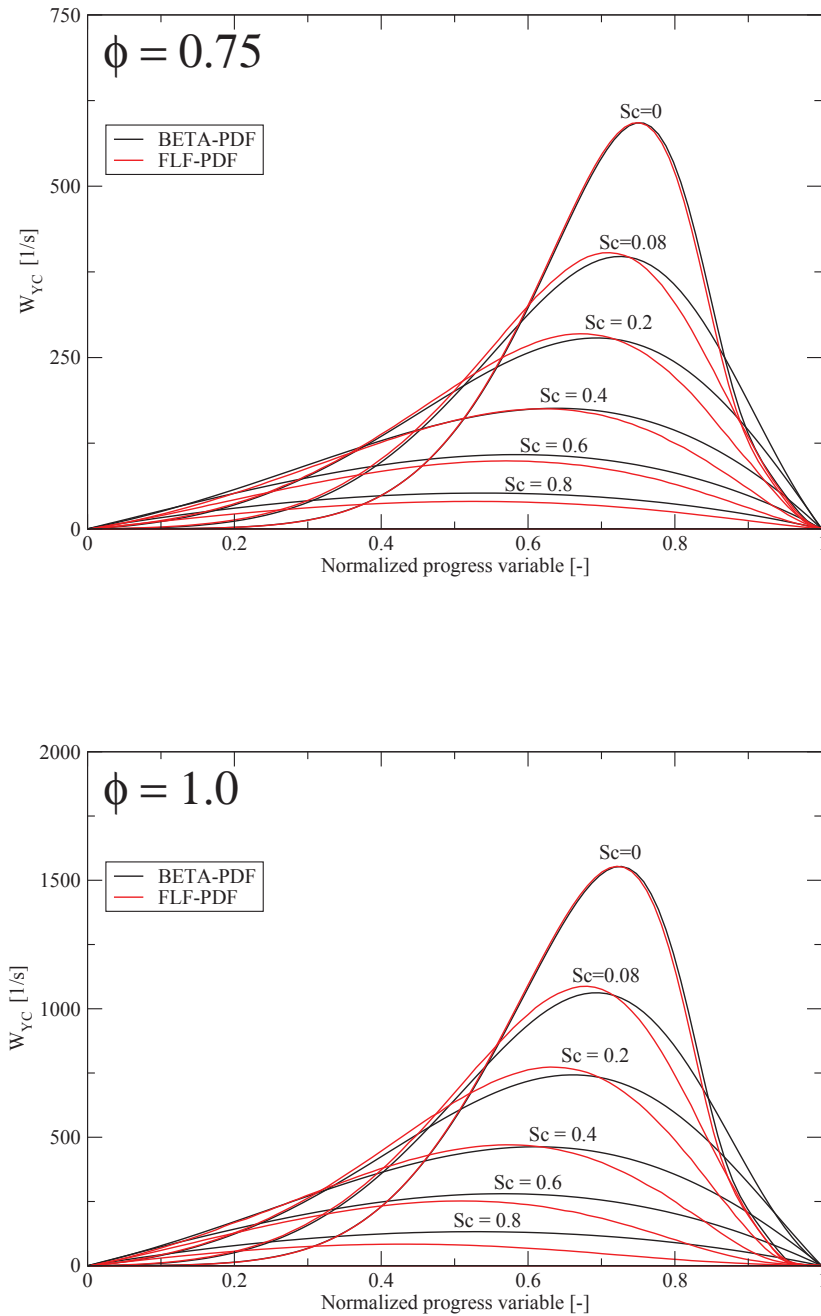 750
ϕ = 0.75
Sc=0
BETA-PDF
FLF-PDF
500
Sc=0.08
W_YC [1/s]
Sc = 0.2
250
Sc = 0.4
Sc = 0.6
Sc = 0.8
0
0 0.2 0.4 0.6 0.8 1
Normalized progress variable [-]
2000
ϕ = 1.0
Sc=0
BETA-PDF
FLF-PDF
1500
Sc=0.08
W_YC [1/s]
1000
Sc = 0.2
500
Sc = 0.4
Sc = 0.6
Sc = 0.8
0
0 0.2 0.4 0.6 0.8 1
Normalized progress variable [-]